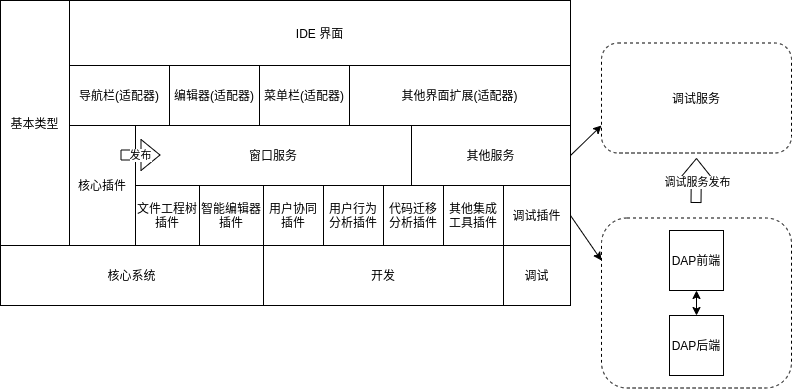 IDE 界面
基本类型
导航栏(适配器)
编辑器(适配器)
菜单栏(适配器)
其他界面扩展(适配器)
调试服务
核心插件
发布
窗口服务
其他服务
调试服务发布
文件工程树
插件
智能编辑器
插件
用户协同
插件
用户行为
分析插件
代码迁移
分析插件
其他集成
工具插件
调试插件
核心系统
开发
调试
DAP前端
DAP后端